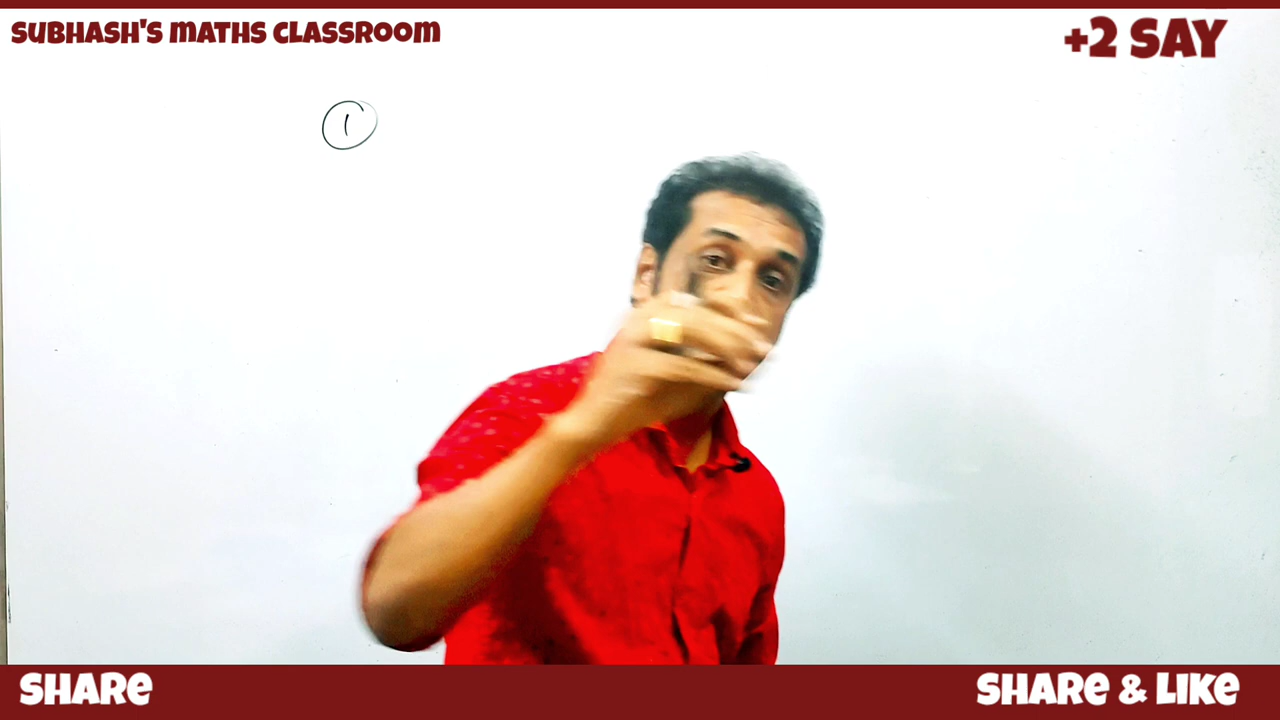 SUBHASH'S MATHS CLASSROOM
+2 SAY
1
SHARE
SHARE & LIKE